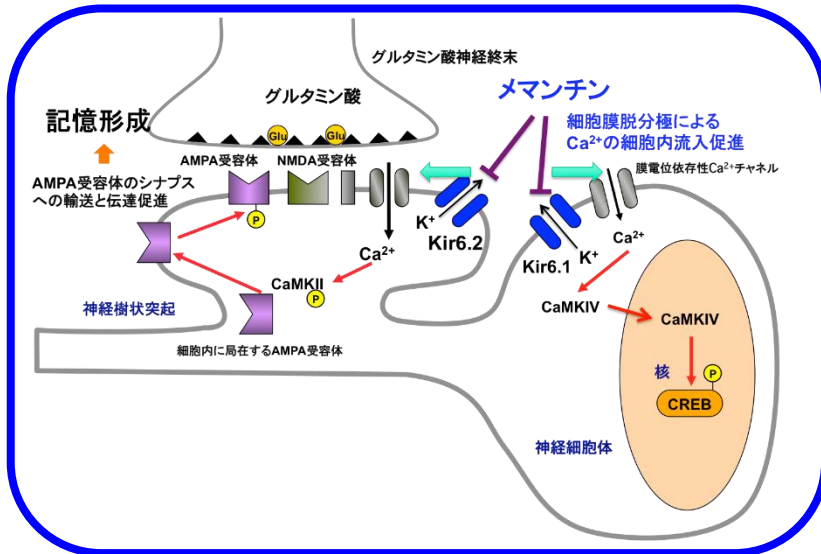 グルタミン酸神経終末
グルタミン酸
メマンチン
記憶形成
Glu
Glu
細胞膜脱分極による
Ca²⁺の細胞内流入促進
AMPA受容体
NMDA受容体
膜電位依存性Ca²⁺チャネル
AMPA受容体のシナプス
への輸送と伝達促進
P
K⁺
Kir6.2
Ca²⁺
Kir6.1
K⁺
Ca²⁺
CaMKII
P
CaMKIV
CaMKIV
神経樹状突起
細胞内に局在するAMPA受容体
核
P
CREB
神経細胞体